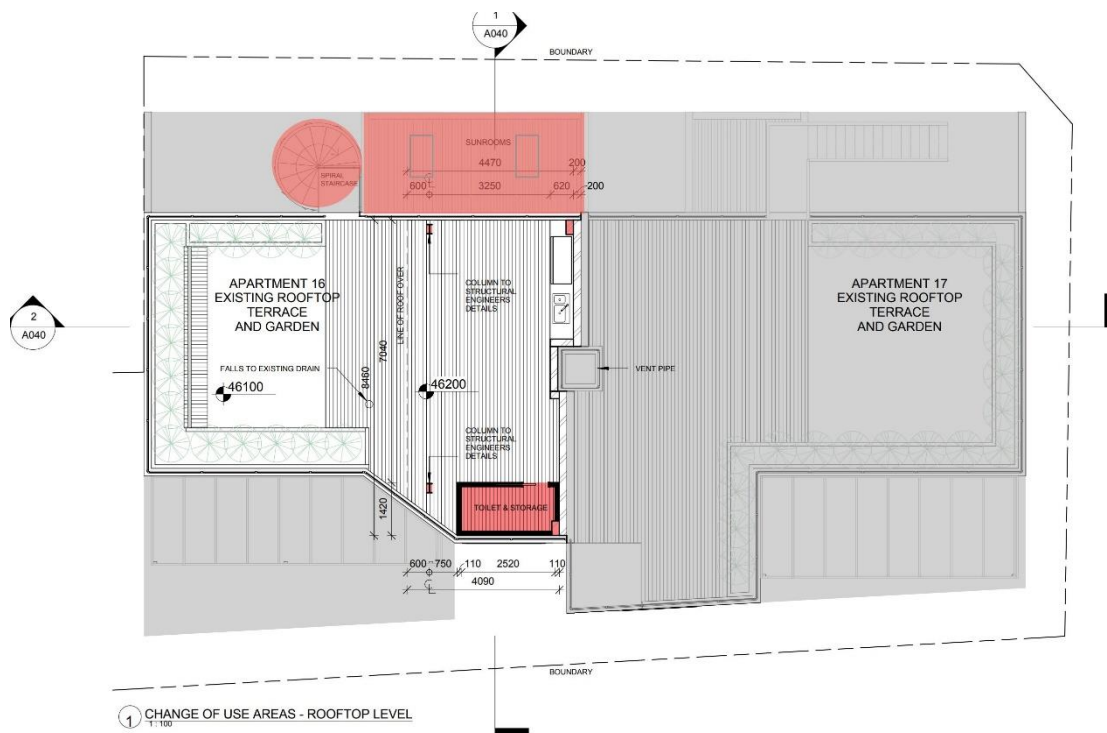 1
A040
BOUNDARY
SUNROOMS
4470
200
600
3250
620
200
SPIRAL
STAIRCASE
APARTMENT 16
EXISTING ROOFTOP
TERRACE
AND GARDEN
LINE OF ROOF OVER
COLUMN TO
STRUCTURAL
ENGINEERS
DETAILS
APARTMENT 17
EXISTING ROOFTOP
TERRACE
AND GARDEN
2
A040
7040
8460
FALLS TO EXISTING DRAIN
VENT PIPE
46100
46200
COLUMN TO
STRUCTURAL
ENGINEERS
DETAILS
TOILET & STORAGE
1420
600 750 110 2520 110
4090
BOUNDARY
1 CHANGE OF USE AREAS - ROOFTOP LEVEL
1 : 100